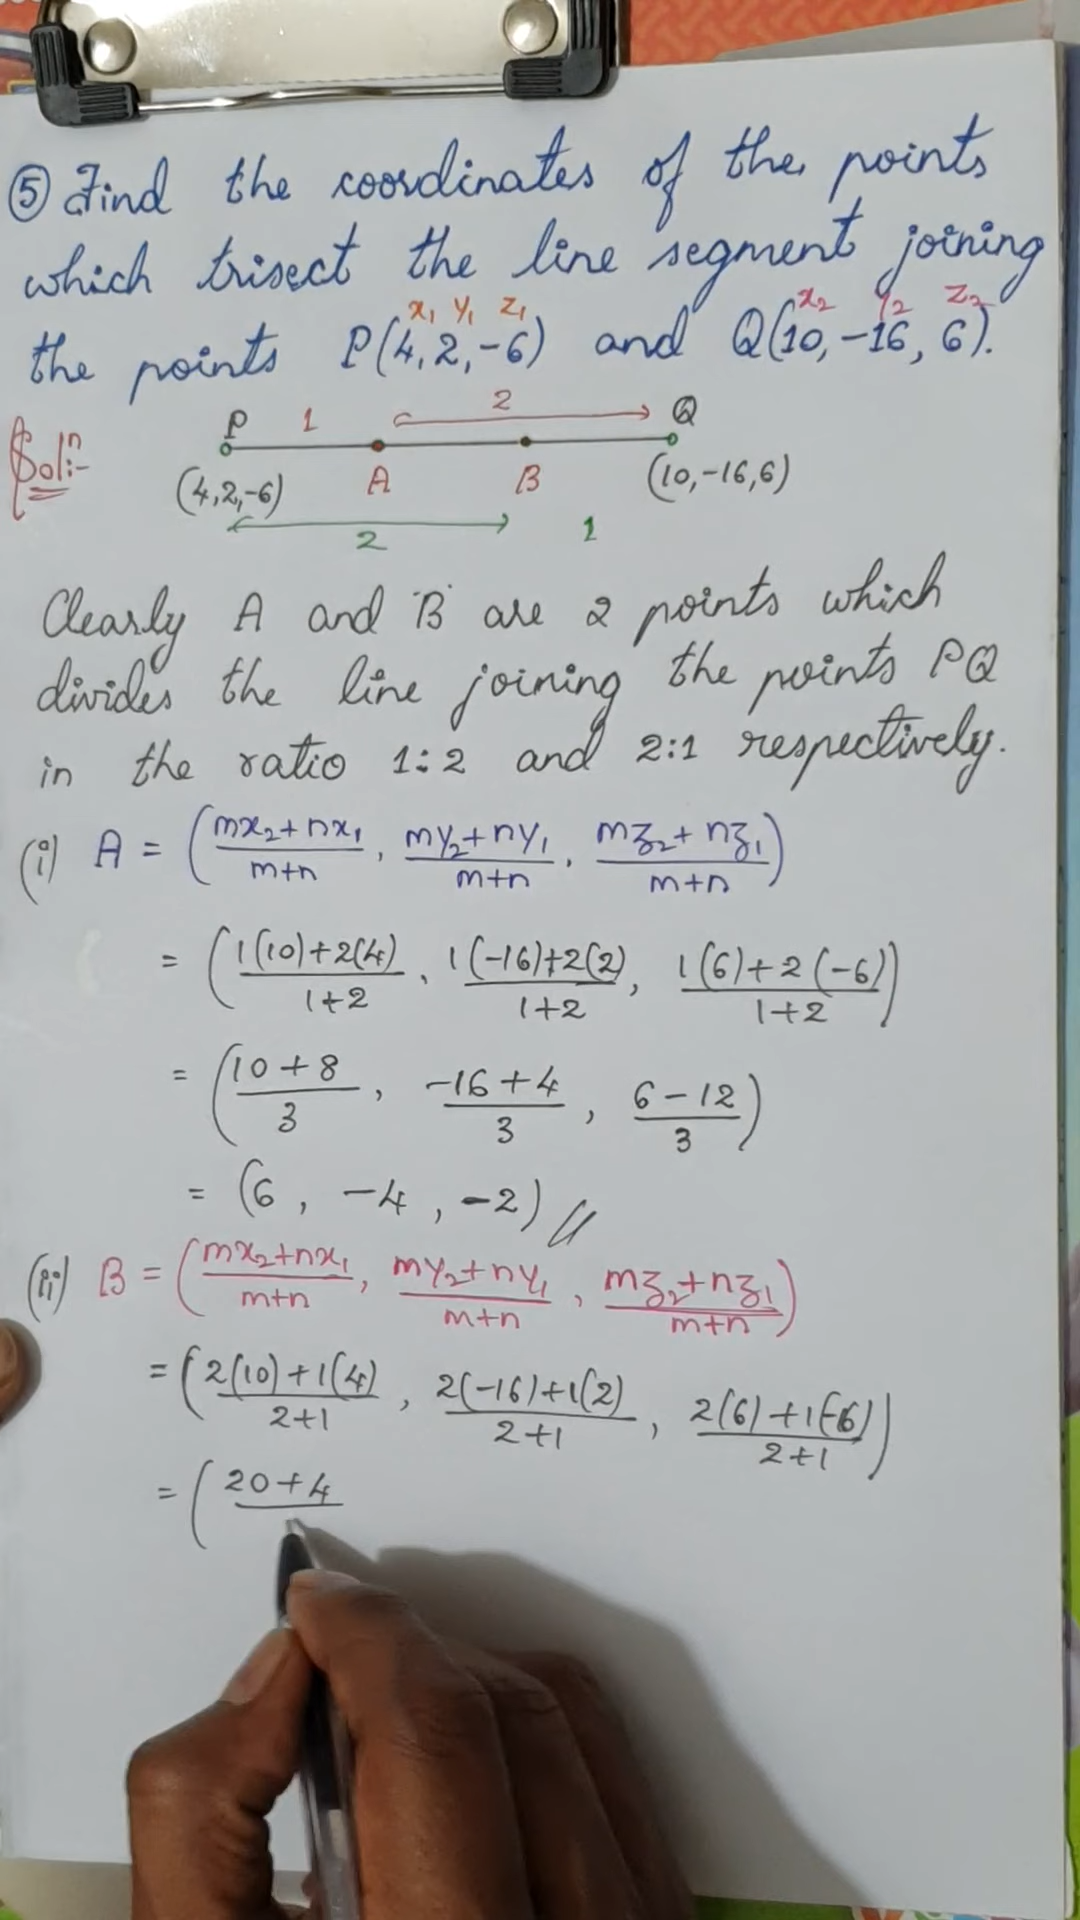 ⑤ Find the coordinates of the points
which trisect the line segment joining
x₁ y₁ z₁ x₂ y₂ z₂
the points P(4, 2, -6) and Q(10, -16, 6).
Solⁿ:-
P 1 2 Q
(4,2,-6) A B (10,-16,6)
2 1
Clearly A and B are 2 points which
divides the line joining the points PQ
in the ratio 1:2 and 2:1 respectively.
(i) A = ((mx₂+nx₁)/(m+n), (my₂+ny₁)/(m+n), (mz₂+nz₁)/(m+n))
= ((1(10)+2(4))/(1+2), (1(-16)+2(2))/(1+2), (1(6)+2(-6))/(1+2))
= ((10+8)/3, (-16+4)/3, (6-12)/3)
= (6, -4, -2)
(ii) B = ((mx₂+nx₁)/(m+n), (my₂+ny₁)/(m+n), (mz₂+nz₁)/(m+n))
= ((2(10)+1(4))/(2+1), (2(-16)+1(2))/(2+1), (2(6)+1(-6))/(2+1))
= (20+4